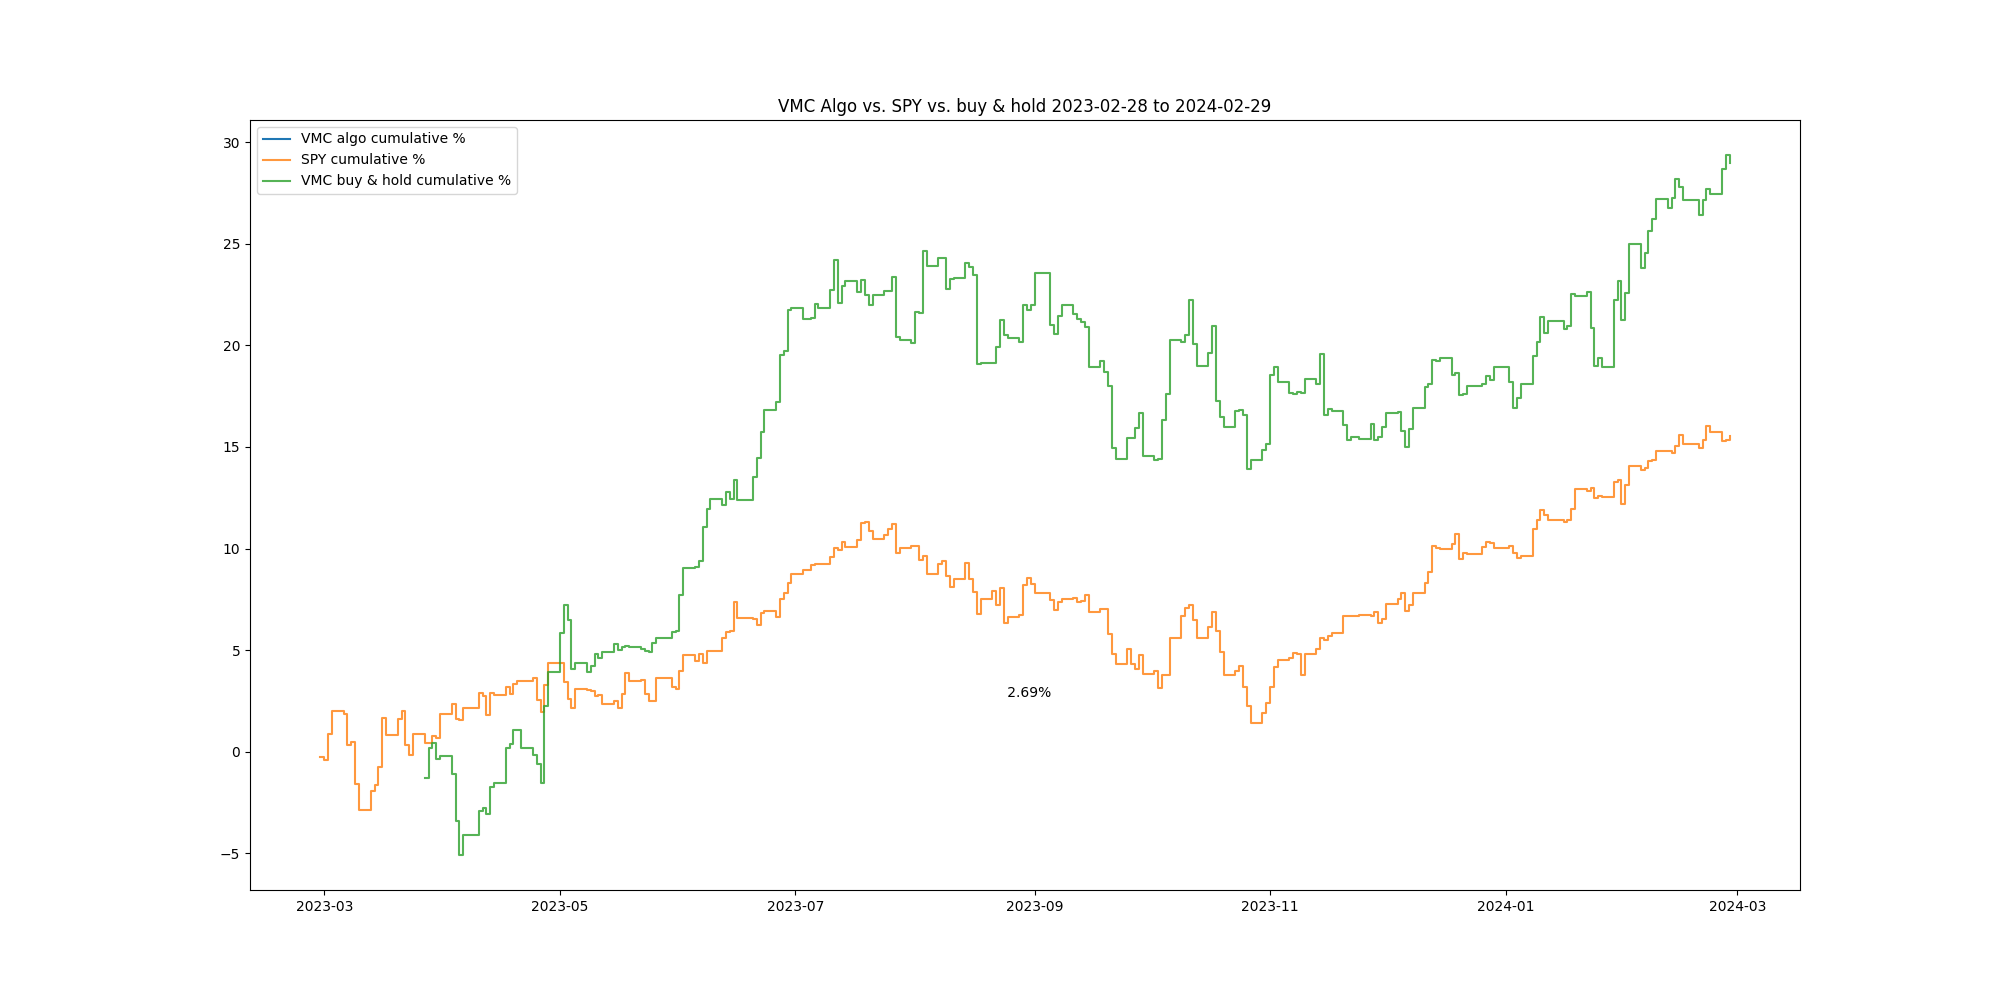 VMC Algo vs. SPY vs. buy & hold 2023-02-28 to 2024-02-29
VMC algo cumulative %
SPY cumulative %
VMC buy & hold cumulative %
30
25
20
15
10
5
0
−5
2.69%
2023-03 2023-05 2023-07 2023-09 2023-11 2024-01 2024-03